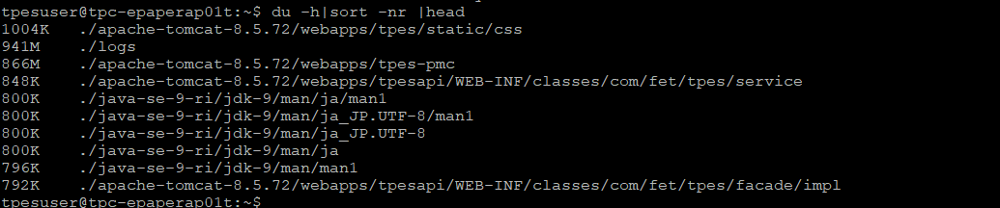 tpesuser@tpc-epaperap01t:~$ du -h|sort -nr |head
1004K   ./apache-tomcat-8.5.72/webapps/tpes/static/css
941M    ./logs
866M    ./apache-tomcat-8.5.72/webapps/tpes-pmc
848K    ./apache-tomcat-8.5.72/webapps/tpesapi/WEB-INF/classes/com/fet/tpes/service
800K    ./java-se-9-ri/jdk-9/man/ja/man1
800K    ./java-se-9-ri/jdk-9/man/ja_JP.UTF-8/man1
800K    ./java-se-9-ri/jdk-9/man/ja_JP.UTF-8
800K    ./java-se-9-ri/jdk-9/man/ja
796K    ./java-se-9-ri/jdk-9/man/man1
792K    ./apache-tomcat-8.5.72/webapps/tpesapi/WEB-INF/classes/com/fet/tpes/facade/impl
tpesuser@tpc-epaperap01t:~$